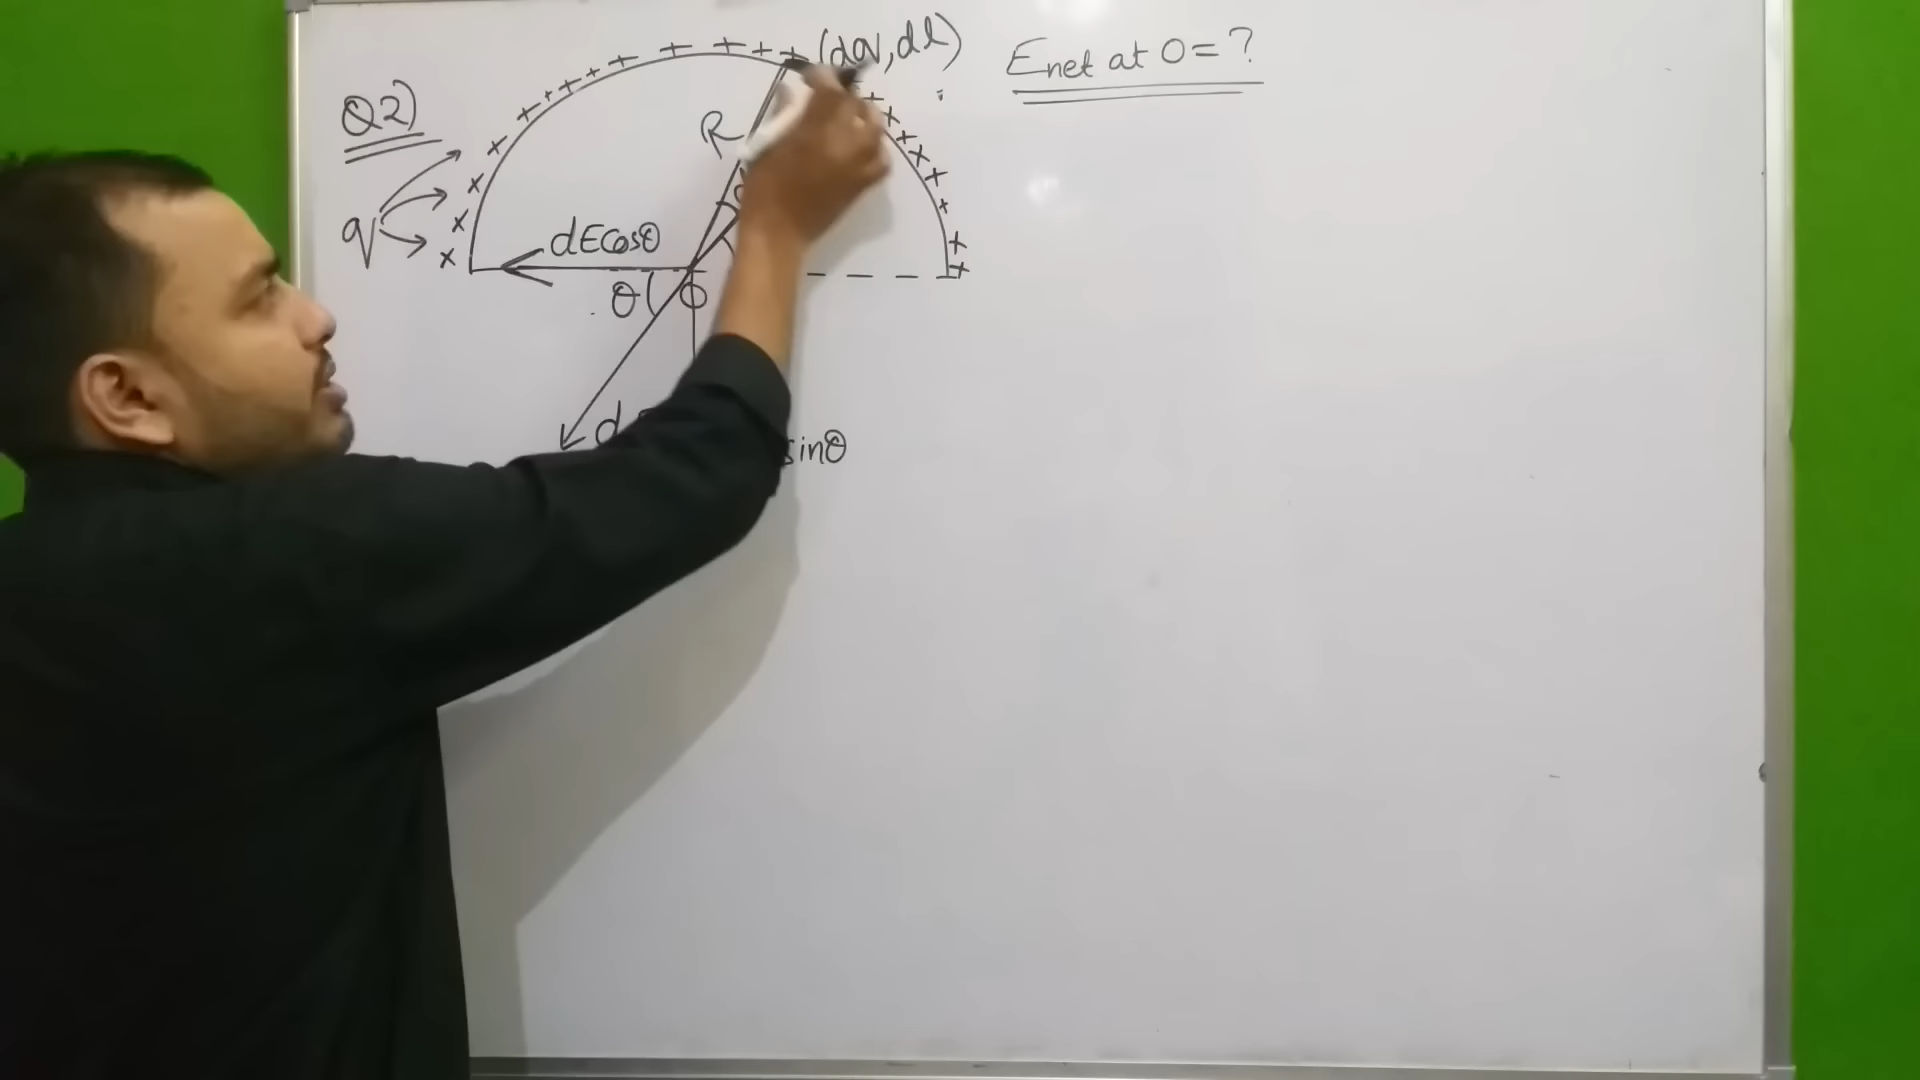 (dq, dl)
Enet at O = ?
Q2)
R
q
dEcosθ
θ
O
sinθ